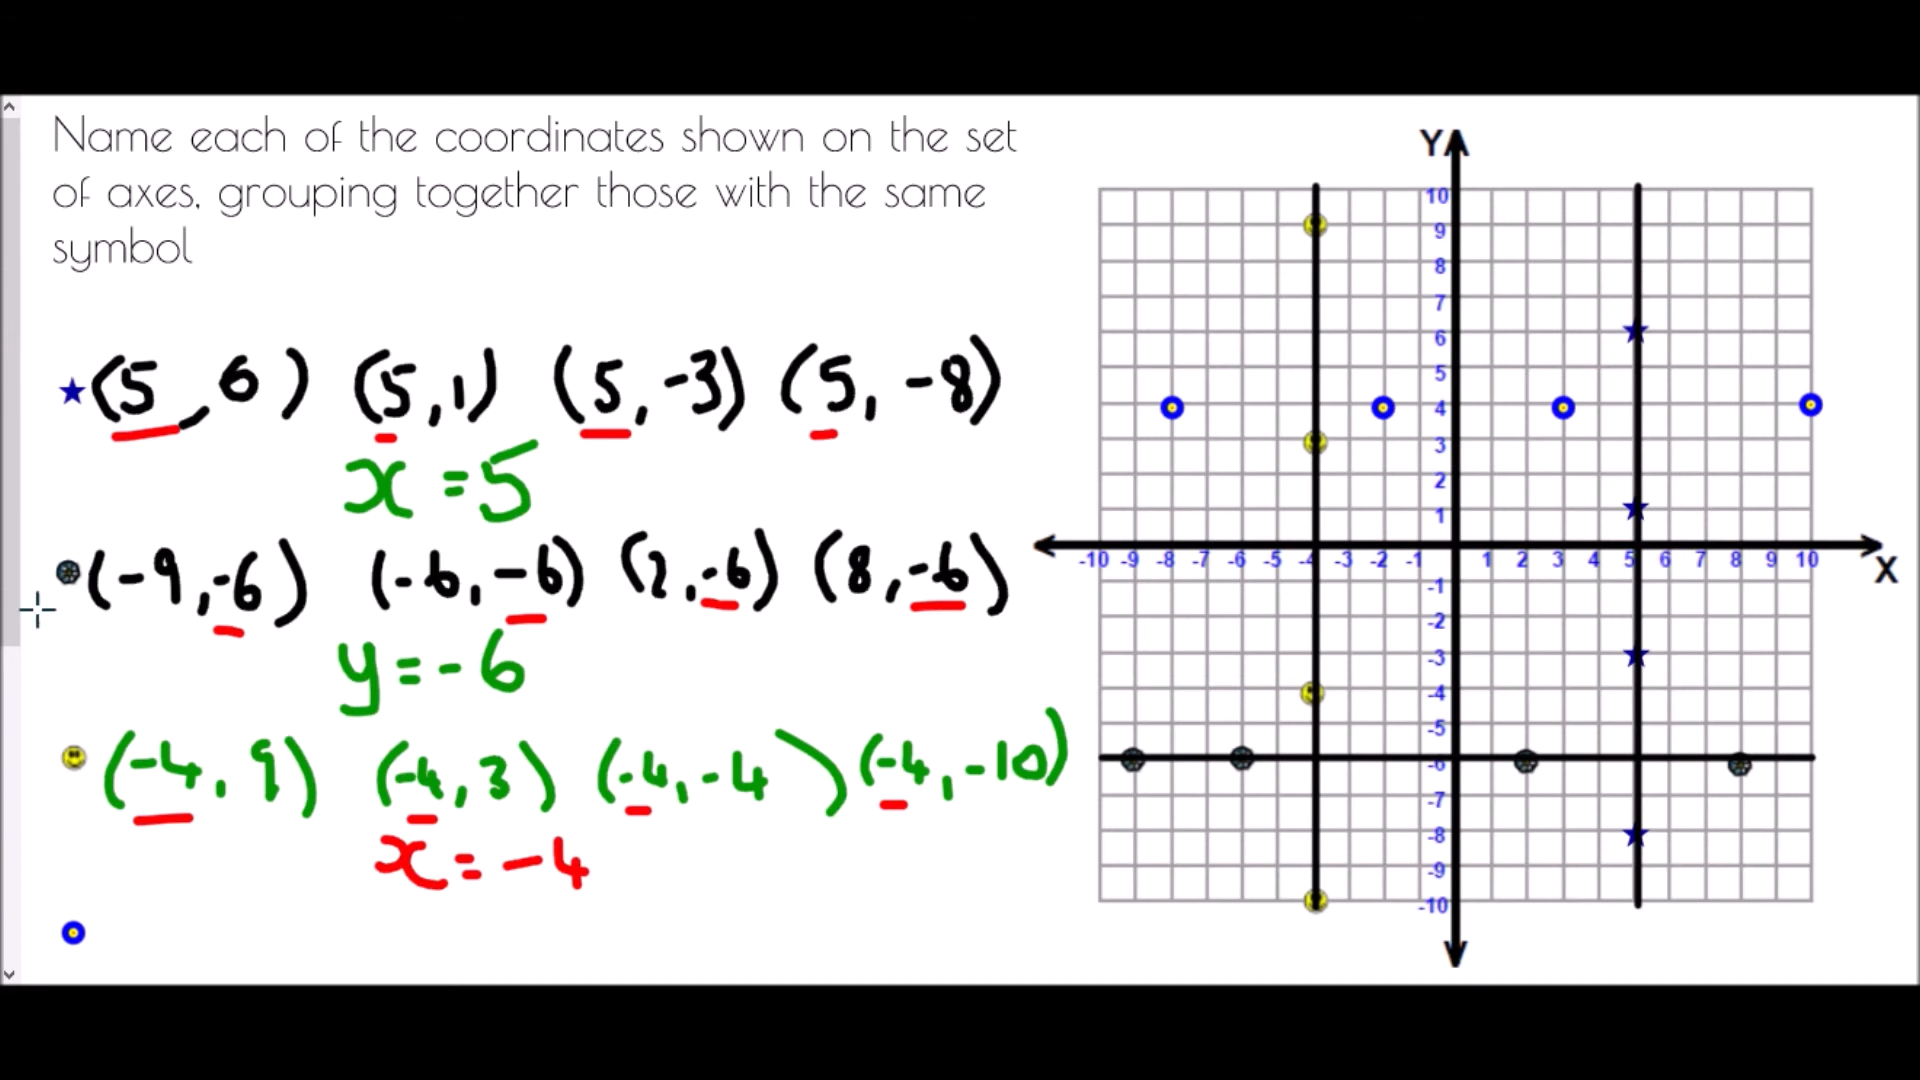 Name each of the coordinates shown on the set
of axes, grouping together those with the same
symbol
(5, 6) (5, 1) (5, -3) (5, -8)
x = 5
(-9, -6) (-6, -6) (2, -6) (8, -6)
y = -6
(-4, 9) (-4, 3) (-4, -4) (-4, -10)
x = -4
Y
10
9
8
7
6
5
4
3
2
1
-10 -9 -8 -7 -6 -5 -4 -3 -2 -1 1 2 3 4 5 6 7 8 9 10
X
-1
-2
-3
-4
-5
-6
-7
-8
-9
-10